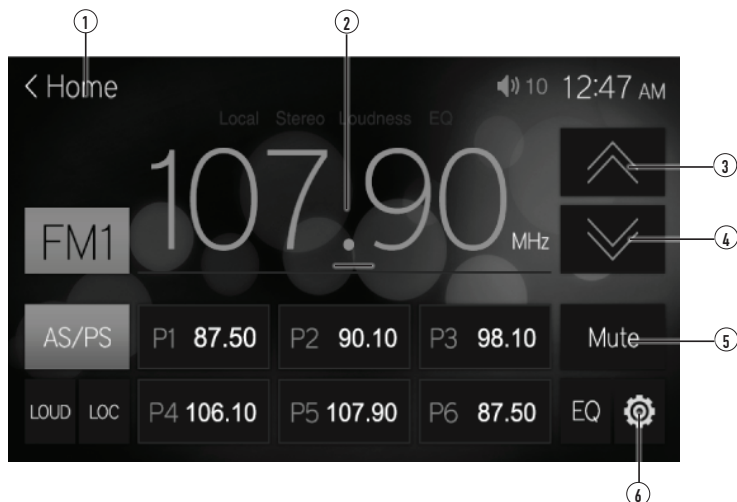 1 2
< Home 10 12:47 AM
Local Stereo Loudness EQ
3
107.90 MHz
FM1
4
AS/PS P1 87.50 P2 90.10 P3 98.10 Mute
5
LOUD LOC P4 106.10 P5 107.90 P6 87.50 EQ
6